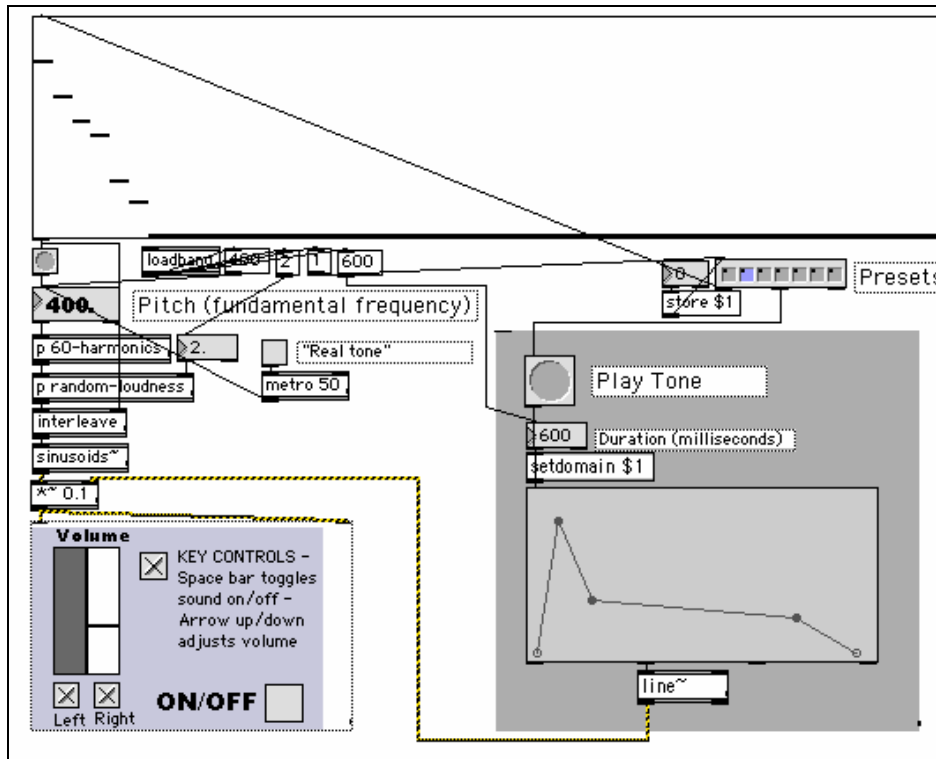 loadbang 400 2 1 600
0
Presets
400. Pitch (fundamental frequency)
store $1
p 60-harmonics 2. "Real tone"
p random-loudness metro 50
Play Tone
interleave
600 Duration (milliseconds)
sinusoids~
setdomain $1
*~ 0.1
Volume
KEY CONTROLS -
Space bar toggles
sound on/off -
Arrow up/down
adjusts volume
line~
ON/OFF
Left Right